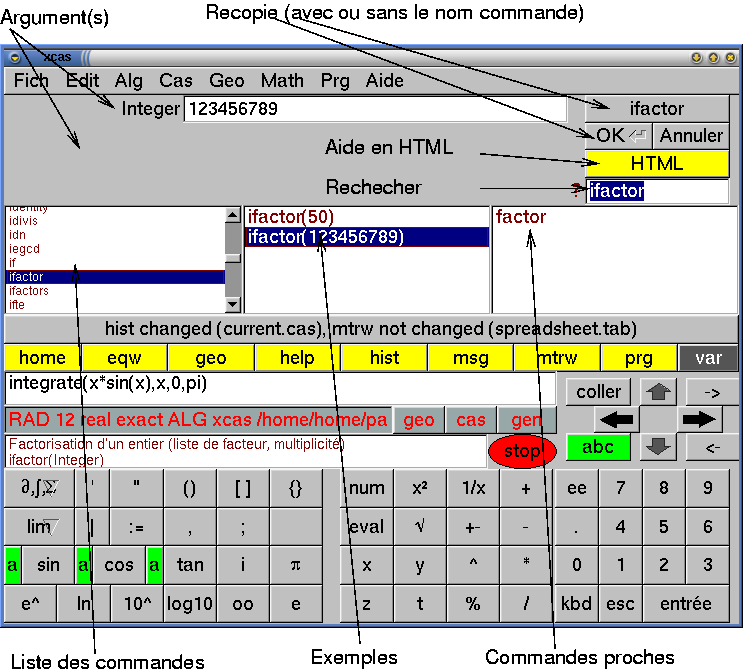 Argument(s)
Recopie (avec ou sans le nom commande)
xcas
Fich Edit Alg Cas Geo Math Prg Aide
Integer 123456789 ifactor
OK Annuler
Aide en HTML HTML
Rechecher ? ifactor
identity
idivis
idn
iegcd
if
ifactor
ifactors
ifte
ifactor(50)
ifactor(123456789)
factor
hist changed (current.cas), mtrw not changed (spreadsheet.tab)
home eqw geo help hist msg mtrw prg var
integrate(x*sin(x),x,0,pi)
coller ->
RAD 12 real exact ALG xcas /home/home/pa geo cas gen
Factorisation d'un entier (liste de facteur, multiplicité)
ifactor(Integer)
stop abc <-
∂,∫,Σ ' " () [ ] {} num x² 1/x + ee 7 8 9
lim | := , ; eval √ +- - . 4 5 6
a sin a cos a tan i π x y ^ * 0 1 2 3
e^ ln 10^ log10 oo e z t % / kbd esc entrée
Liste des commandes
Exemples
Commandes proches